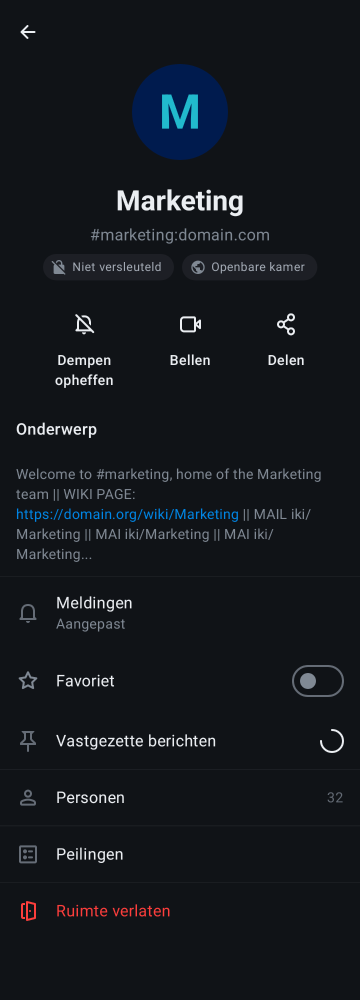 M
Marketing
#marketing:domain.com
Niet versleuteld
Openbare kamer
Dempen
opheffen
Bellen
Delen
Onderwerp
Welcome to #marketing, home of the Marketing
team || WIKI PAGE:
https://domain.org/wiki/Marketing || MAIL iki/
Marketing || MAI iki/Marketing || MAI iki/
Marketing...
Meldingen
Aangepast
Favoriet
Vastgezette berichten
Personen 32
Peilingen
Ruimte verlaten